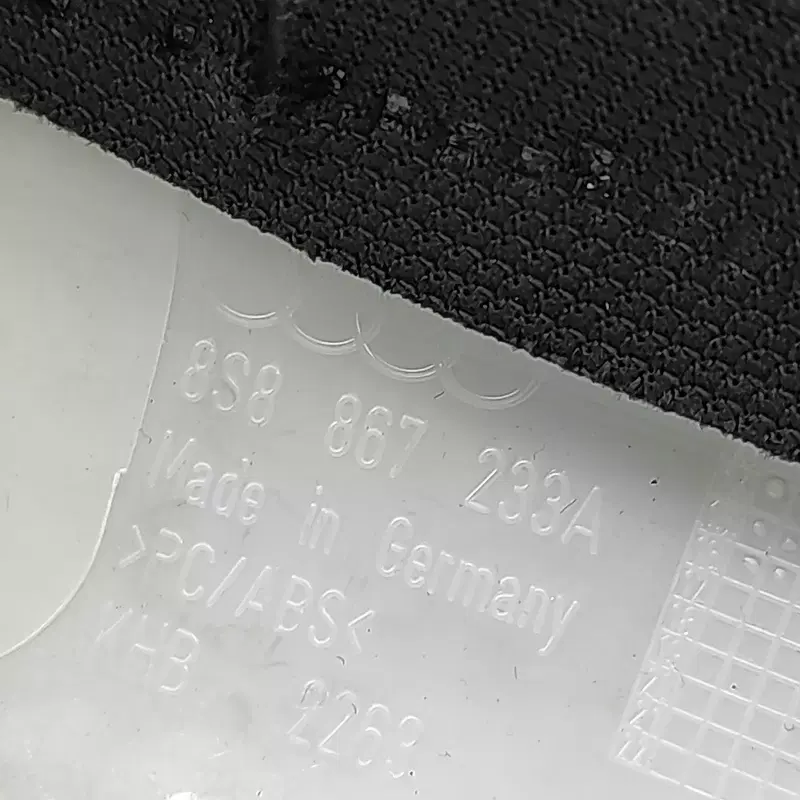 8S8 867 233A
Made in Germany
>PC/ABS<
KHB 2263